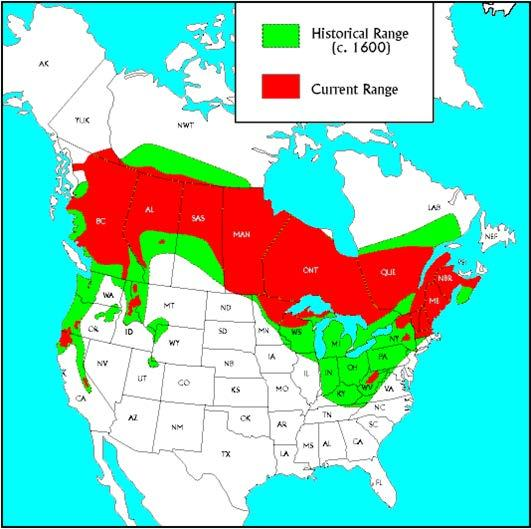 Historical Range
(c. 1600)
Current Range
AK
YUK
NWT
LAB
NEF
BC
AL
SAS
MAN
ONT
QUE
NBR
ME
WA
MT
ND
MN
WS
MI
NY
OR
ID
SD
WY
IA
PA
NV
UT
CO
NB
IL
IN
OH
WV
VA
KS
MO
KY
CA
AZ
NM
OK
AR
TN
NC
SC
TX
LA
MS
AL
GA
FL